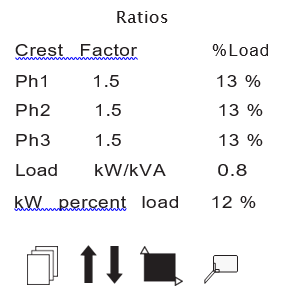 Ratios
Crest Factor %Load
Ph1 1.5 13 %
Ph2 1.5 13 %
Ph3 1.5 13 %
Load kW/kVA 0.8
kW percent load 12 %